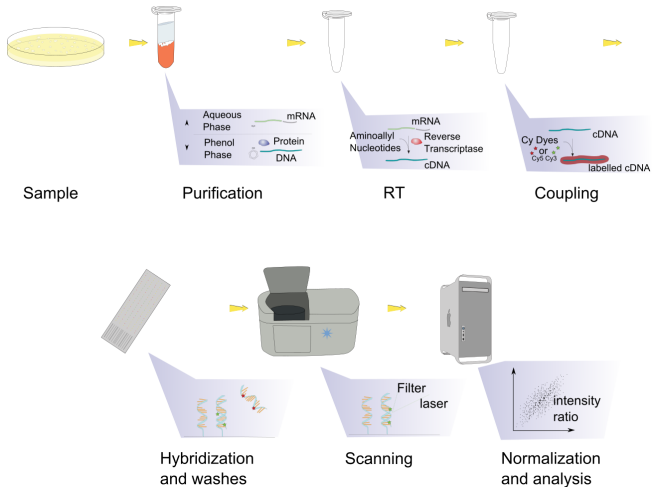 Aqueous
Phase
mRNA
Phenol
Phase
Protein
DNA
mRNA
Aminoallyl
Nucleotides
Reverse
Transcriptase
cDNA
cDNA
Cy Dyes
or
Cy5 Cy3
labelled cDNA
Sample
Purification
RT
Coupling
Filter
laser
intensity
ratio
Hybridization
and washes
Scanning
Normalization
and analysis